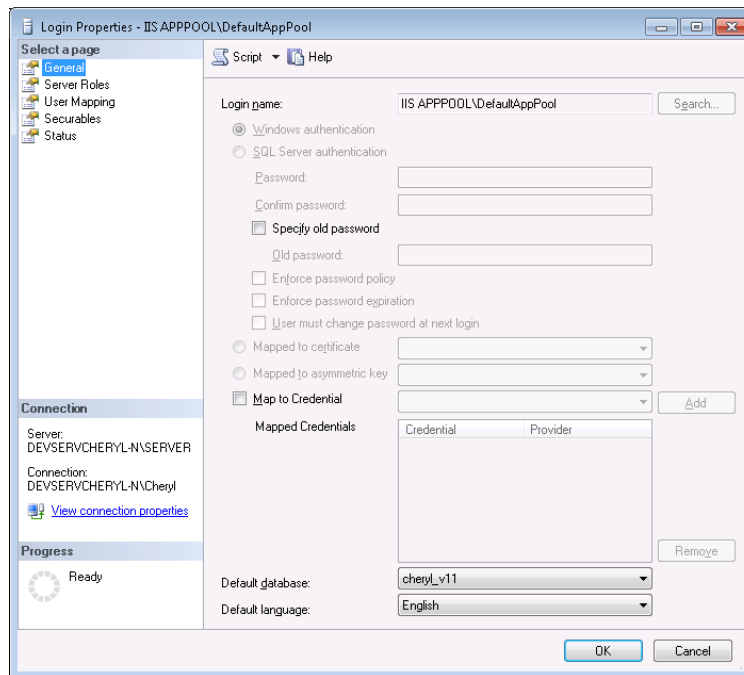 Login Properties - IIS APPPOOL\DefaultAppPool
Select a page
General
Server Roles
User Mapping
Securables
Status
Script
Help
Login name:
IIS APPPOOL\DefaultAppPool
Search...
Windows authentication
SQL Server authentication
Password:
Confirm password:
Specify old password
Old password:
Enforce password policy
Enforce password expiration
User must change password at next login
Mapped to certificate
Mapped to asymmetric key
Map to Credential
Add
Mapped Credentials
Credential Provider
Remove
Default database:
cheryl_v11
Default language:
English
Connection
Server:
DEVSERVCHERYL-N\SERVER
Connection:
DEVSERVCHERYL-N\Cheryl
View connection properties
Progress
Ready
OK
Cancel